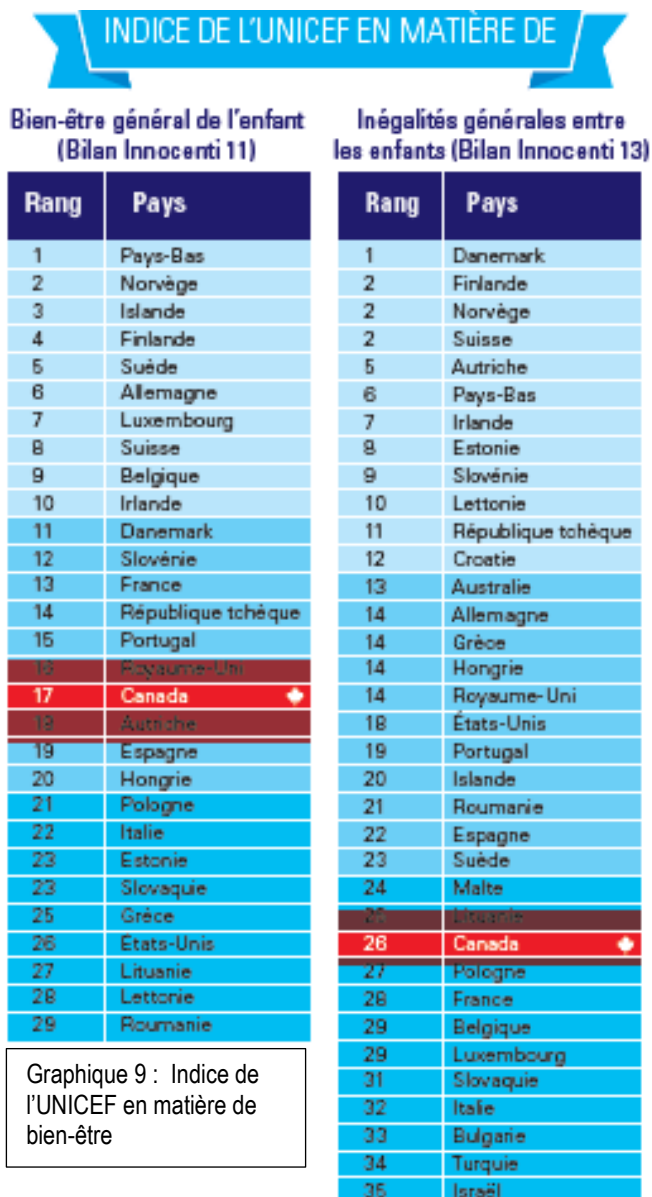 INDICE DE L'UNICEF EN MATIÈRE DE
Bien-être général de l'enfant
(Bilan Innocenti 11)
Rang Pays
1 Pays-Bas
2 Norvège
3 Islande
4 Finlande
5 Suède
6 Allemagne
7 Luxembourg
8 Suisse
9 Belgique
10 Irlande
11 Danemark
12 Slovénie
13 France
14 République tchèque
15 Portugal
16 Royaume-Uni
17 Canada
18 Autriche
19 Espagne
20 Hongrie
21 Pologne
22 Italie
23 Estonie
23 Slovaquie
25 Grèce
26 États-Unis
27 Lituanie
28 Lettonie
29 Roumanie
Graphique 9 : Indice de
l'UNICEF en matière de
bien-être
Inégalités générales entre
les enfants (Bilan Innocenti 13)
Rang Pays
1 Danemark
2 Finlande
2 Norvège
2 Suisse
5 Autriche
6 Pays-Bas
7 Irlande
8 Estonie
9 Slovénie
10 Lettonie
11 République tchèque
12 Croatie
13 Australie
14 Allemagne
14 Grèce
14 Hongrie
14 Royaume-Uni
18 États-Unis
19 Portugal
20 Islande
21 Roumanie
22 Espagne
23 Suède
24 Malte
25 Lituanie
26 Canada
27 Pologne
28 France
29 Belgique
29 Luxembourg
31 Slovaquie
32 Italie
33 Bulgarie
34 Turquie
35 Israël